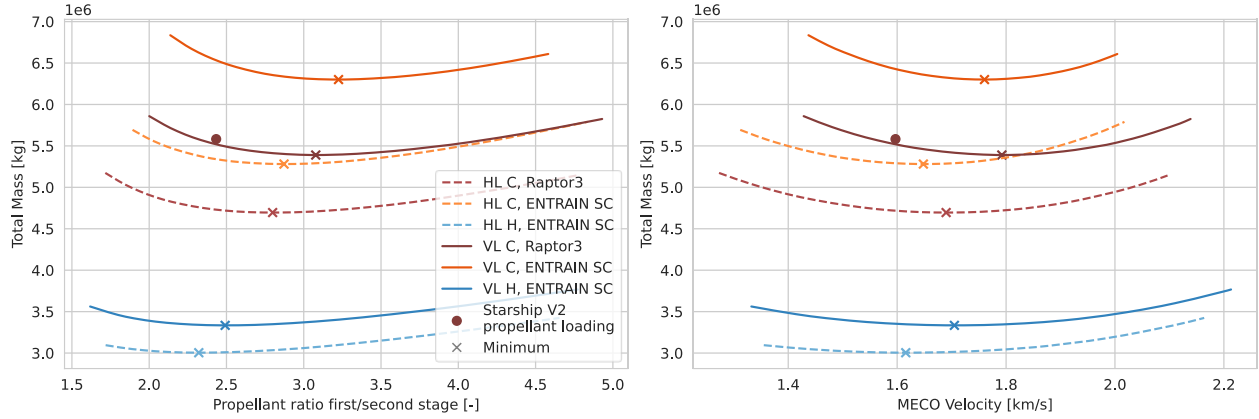 1e6
7.0
6.5
6.0
5.5
5.0
4.5
4.0
3.5
3.0
Total Mass [kg]
1.5 2.0 2.5 3.0 3.5 4.0 4.5 5.0
Propellant ratio first/second stage [-]
HL C, Raptor3
HL C, ENTRAIN SC
HL H, ENTRAIN SC
VL C, Raptor3
VL C, ENTRAIN SC
VL H, ENTRAIN SC
Starship V2
propellant loading
Minimum
1e6
7.0
6.5
6.0
5.5
5.0
4.5
4.0
3.5
3.0
Total Mass [kg]
1.4 1.6 1.8 2.0 2.2
MECO Velocity [km/s]